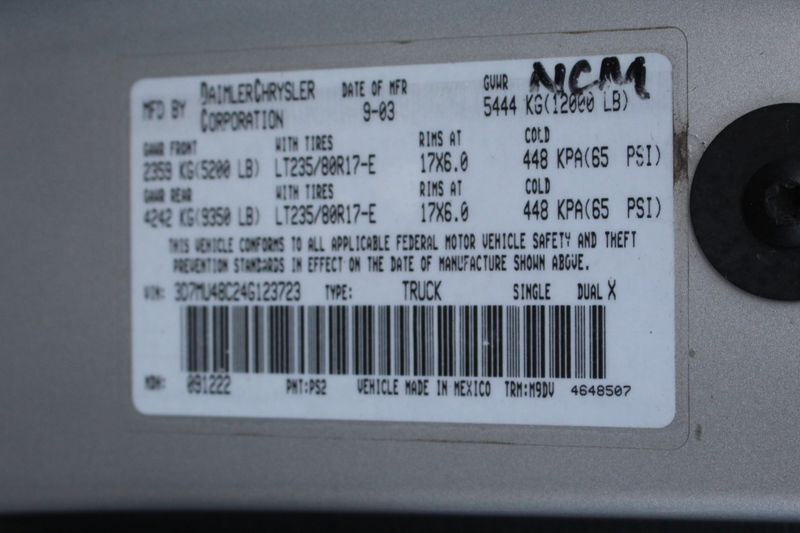 NCM
MFD BY DAIMLERCHRYSLER CORPORATION DATE OF MFR 9-03 GVWR 5444 KG(12000 LB)
GAWR FRONT WITH TIRES RIMS AT COLD
2359 KG(5200 LB) LT235/80R17-E 17X6.0 448 KPA(65 PSI)
GAWR REAR WITH TIRES RIMS AT COLD
4242 KG(9350 LB) LT235/80R17-E 17X6.0 448 KPA(65 PSI)
THIS VEHICLE CONFORMS TO ALL APPLICABLE FEDERAL MOTOR VEHICLE SAFETY AND THEFT
PREVENTION STANDARDS IN EFFECT ON THE DATE OF MANUFACTURE SHOWN ABOVE.
VIN: 3D7MU48C24G123723 TYPE: TRUCK SINGLE DUAL X
MDH: 091222 PNT:PS2 VEHICLE MADE IN MEXICO TRM:M9DV 4648507